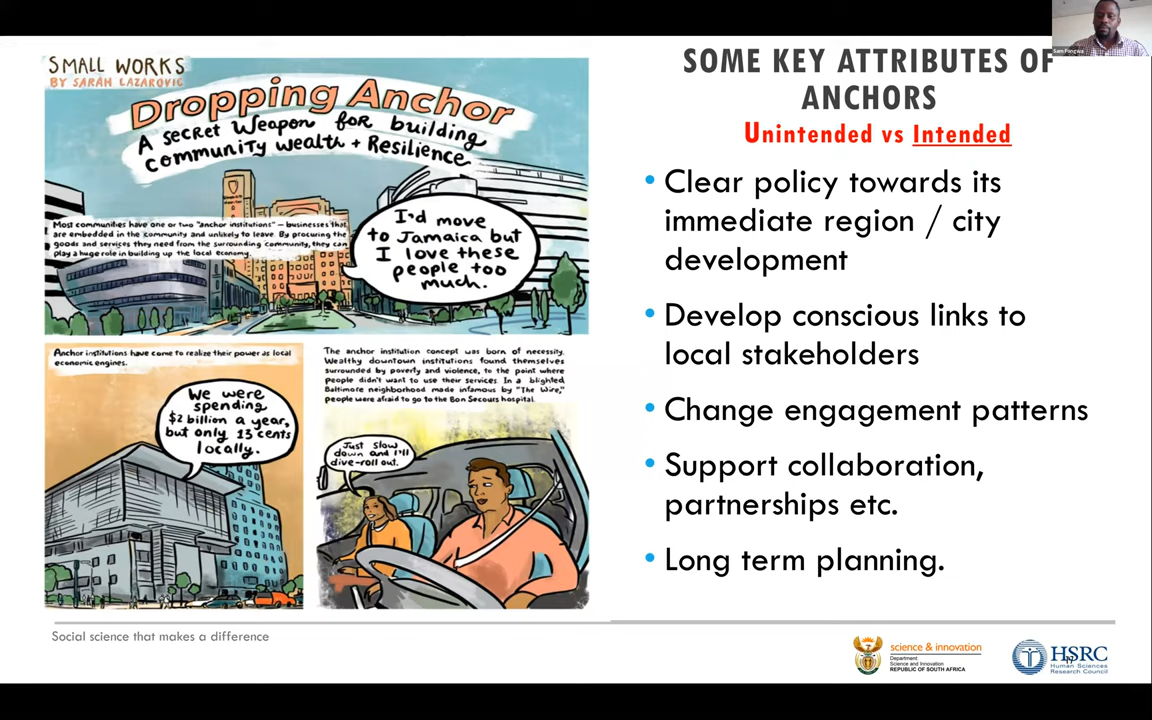 SMALL WORKS
BY SARAH LAZAROVIC
Dropping Anchor
A secret weapon for building
community wealth + Resilience
Most communities have one or two "anchor institutions" — businesses that
are embedded in the community and unlikely to leave. By procuring the
goods and services they need from the surrounding community, they can
play a huge role in building up the local economy.
I'd move
to Jamaica but
I love these
people too
much.
Anchor institutions have come to realize their power as local
economic engines.
We were
spending
$2 billion a year,
but only 13 cents
locally.
The anchor institution concept was born of necessity.
Wealthy downtown institutions found themselves
surrounded by poverty and violence, to the point where
people didn't want to use their services. In a blighted
Baltimore neighborhood made infamous by "The Wire,"
people were afraid to go to the Bon Secours hospital.
Just slow
down and I'll
dive-roll out.
SOME KEY ATTRIBUTES OF
ANCHORS
Unintended vs Intended
• Clear policy towards its
immediate region / city
development
• Develop conscious links to
local stakeholders
• Change engagement patterns
• Support collaboration,
partnerships etc.
• Long term planning.
Sam Fongwa
Social science that makes a difference
science & innovation
Department:
Science and Innovation
REPUBLIC OF SOUTH AFRICA
HSRC
Human Sciences
Research Council
17